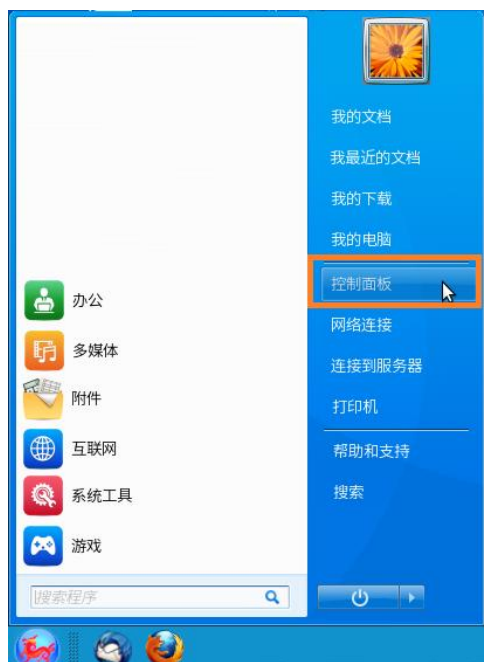 办公
多媒体
附件
互联网
系统工具
游戏
搜索程序
我的文档
我最近的文档
我的下载
我的电脑
控制面板
网络连接
连接到服务器
打印机
帮助和支持
搜索